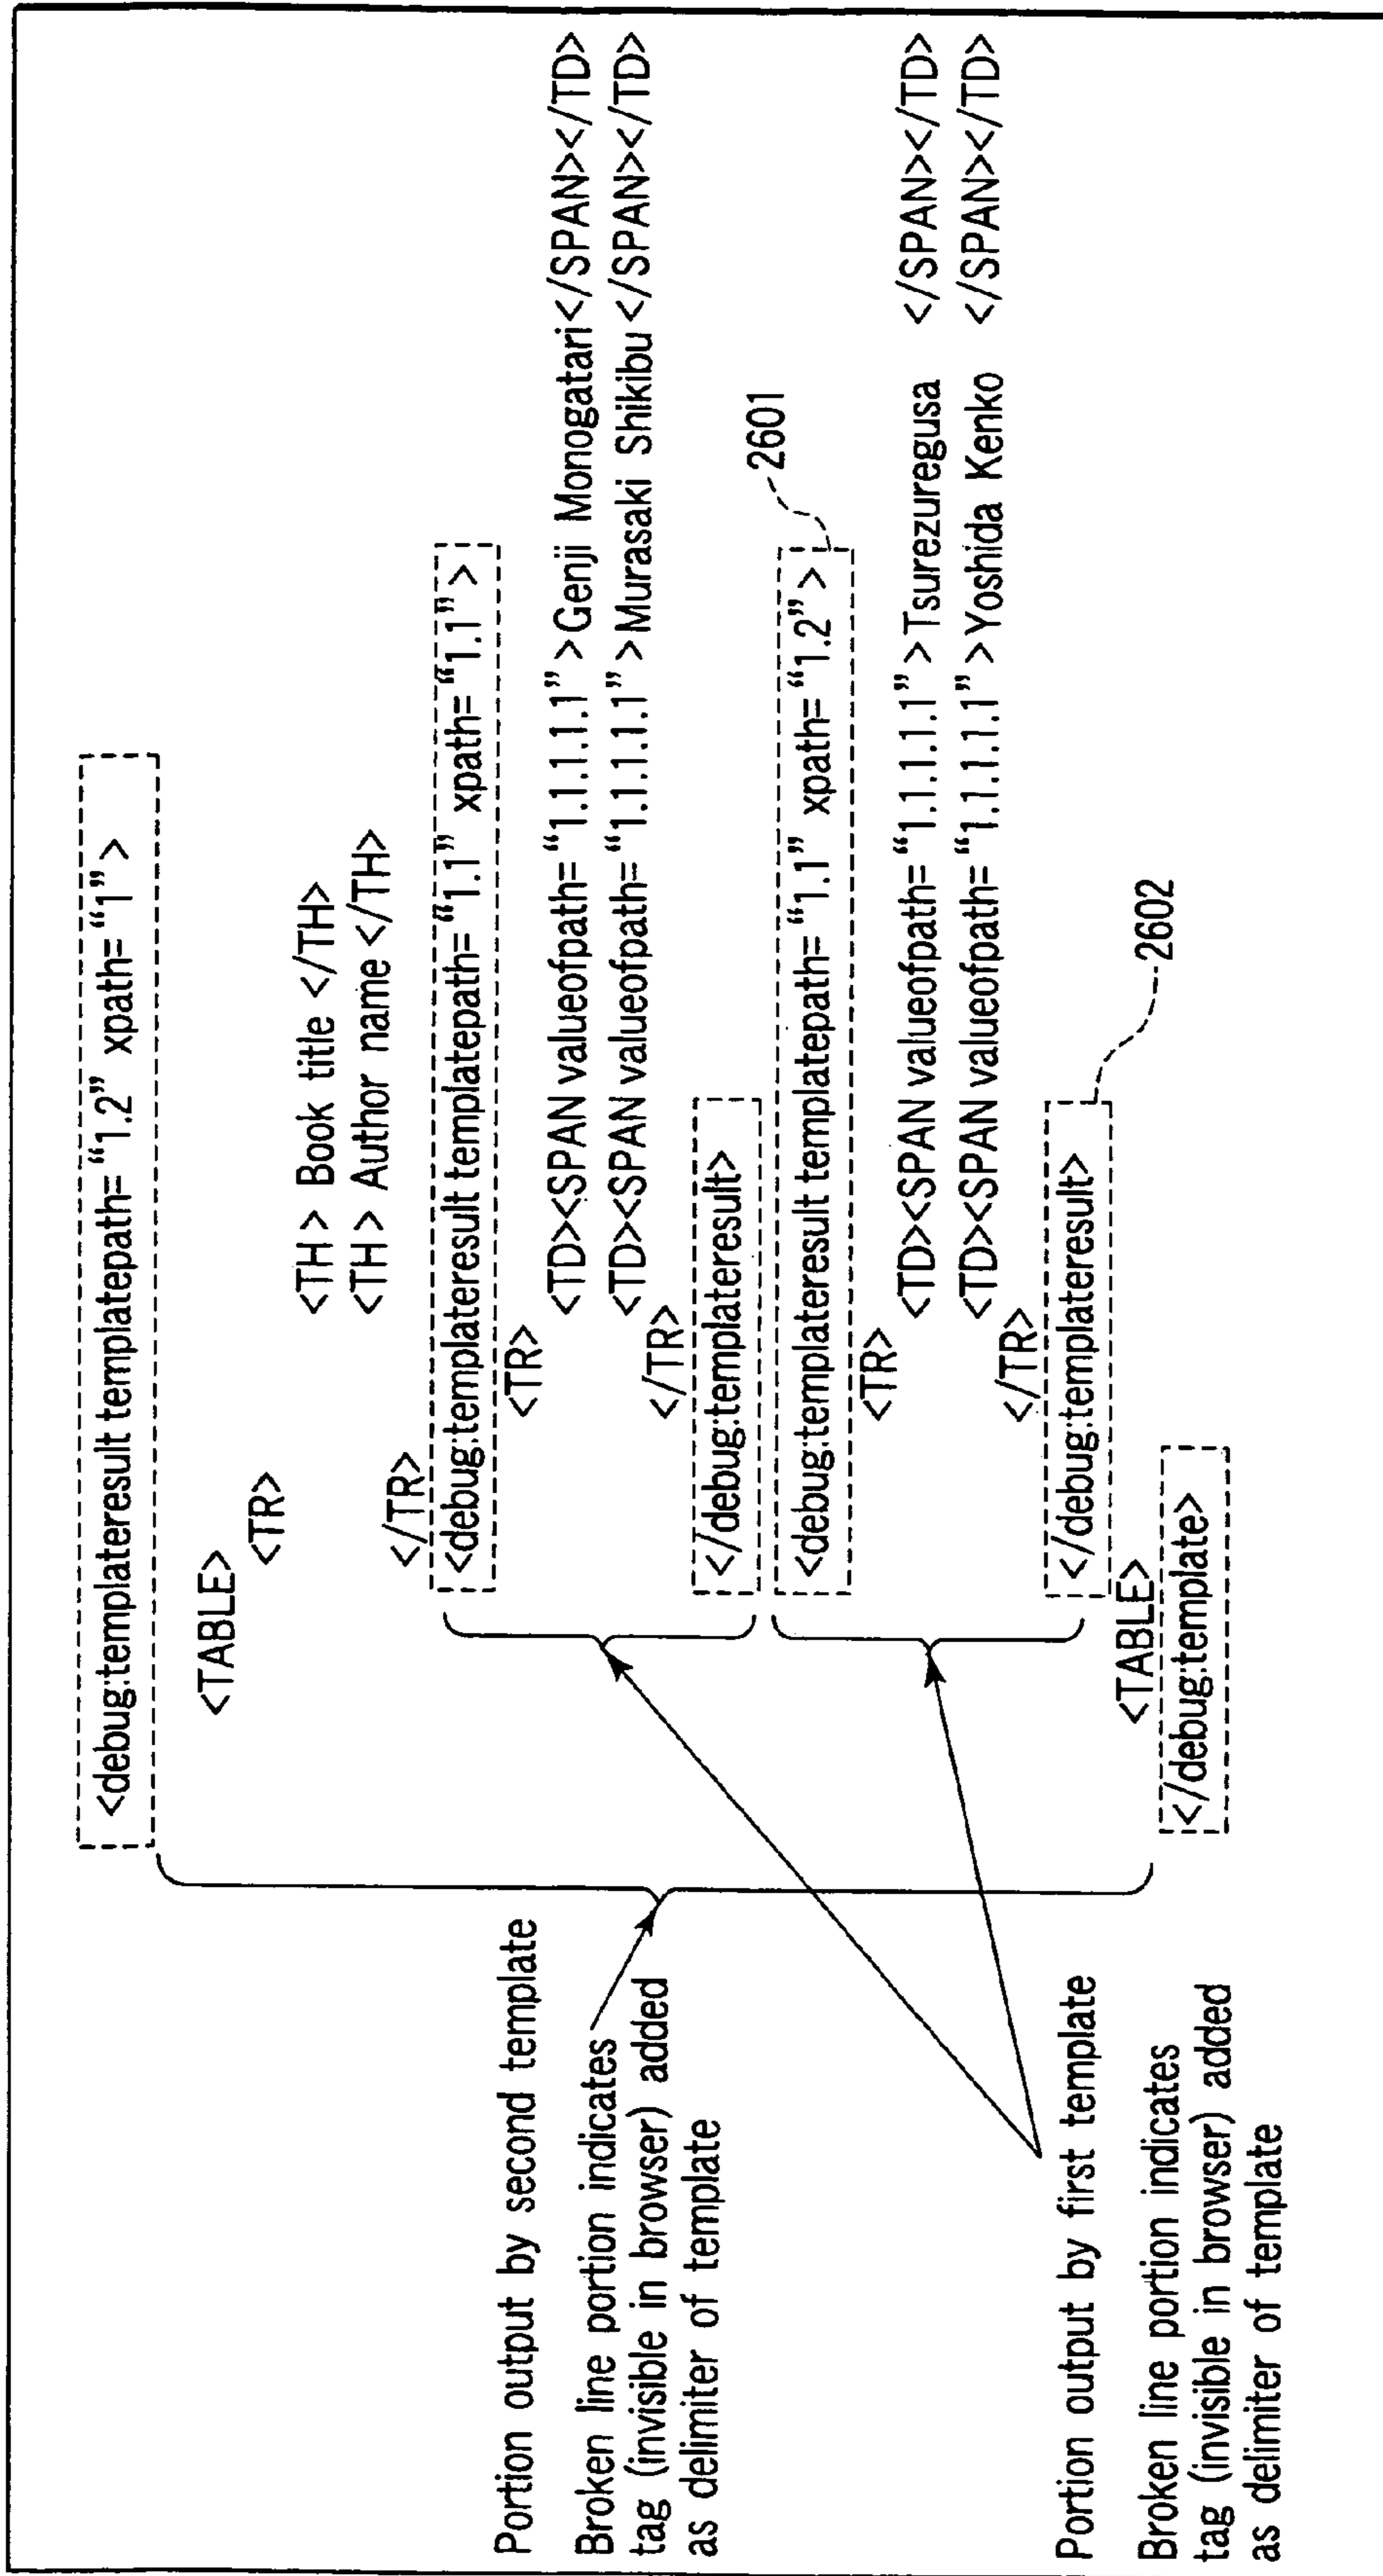 <debug:templateresult templatepath= “1.2” xpath=“1”>
<TABLE>
<TR>
<TH> Book title </TH>
<TH> Author name </TH>
</TR>
<debug:templateresult templatepath= “1.1” xpath=“1.1”>
<TR>
<TD><SPAN valueofpath=“1.1.1.1.1”>Genji Monogatari</SPAN></TD>
<TD><SPAN valueofpath=“1.1.1.1.1”>Murasaki Shikibu</SPAN></TD>
</TR>
</debug:templateresult>
<debug:templateresult templatepath= “1.1” xpath=“1.2”>
2601
<TR>
<TD><SPAN valueofpath=“1.1.1.1.1”>Tsurezuregusa </SPAN></TD>
<TD><SPAN valueofpath=“1.1.1.1.1”>Yoshida Kenko </SPAN></TD>
</TR>
</debug:templateresult>
2602
<TABLE>
</debug:template>
Portion output by second template
Broken line portion indicates
tag (invisible in browser) added
as delimiter of template
Portion output by first template
Broken line portion indicates
tag (invisible in browser) added
as delimiter of template